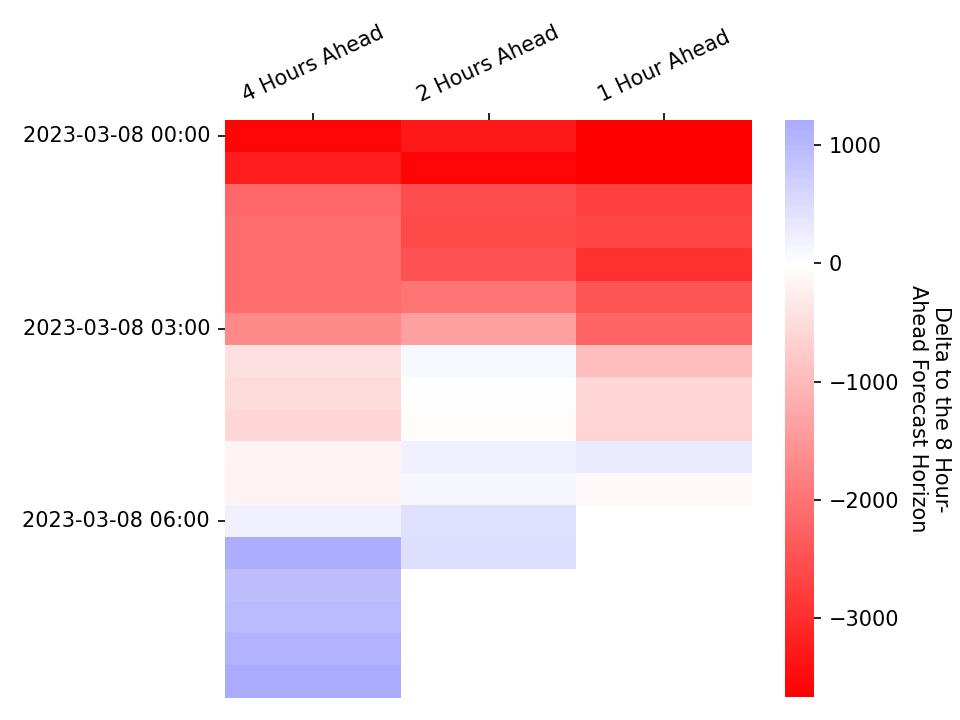 4 Hours Ahead
2 Hours Ahead
1 Hour Ahead
2023-03-08 00:00
2023-03-08 03:00
2023-03-08 06:00
1000
0
−1000
−2000
−3000
Delta to the 8 Hour-
Ahead Forecast Horizon